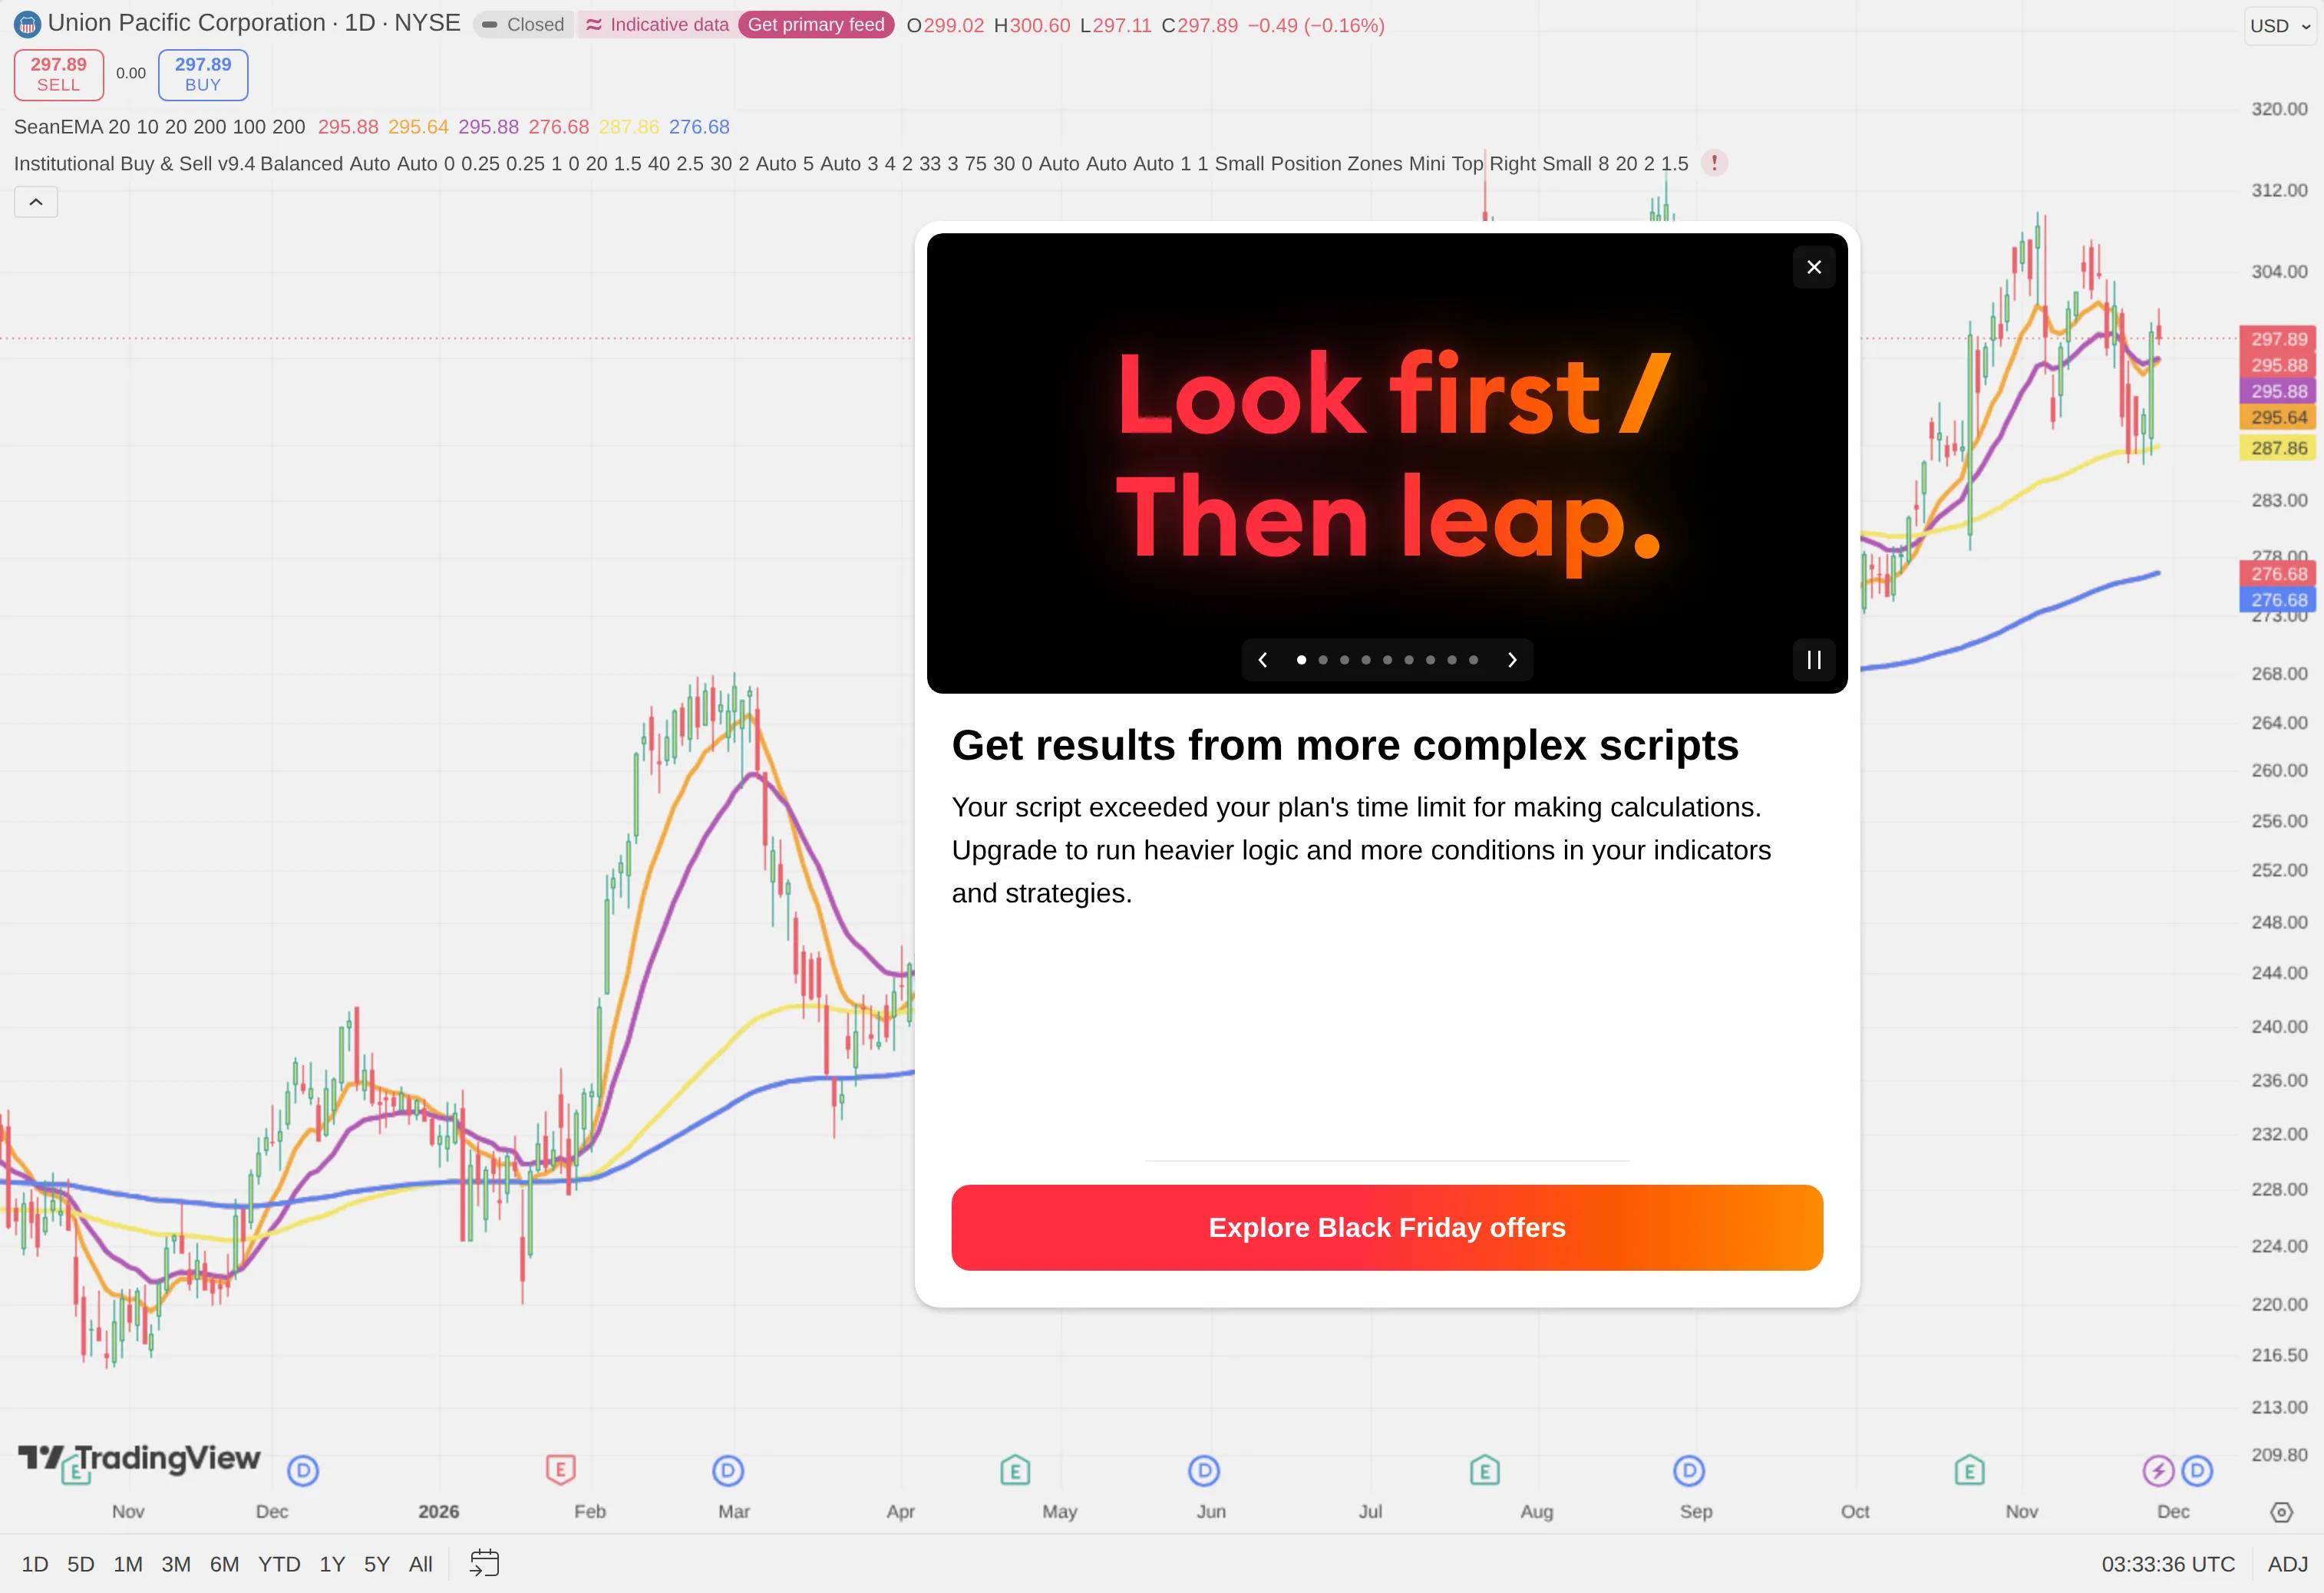 Union Pacific Corporation · 1D · NYSE Closed Indicative data Get primary feed O299.02 H300.60 L297.11 C297.89 −0.49 (−0.16%) USD
297.89 SELL 0.00 297.89 BUY
SeanEMA 20 10 20 200 100 200 295.88 295.64 295.88 276.68 287.86 276.68
Institutional Buy & Sell v9.4 Balanced Auto Auto 0 0.25 0.25 1 0 20 1.5 40 2.5 30 2 Auto 5 Auto 3 4 2 33 3 75 30 0 Auto Auto Auto 1 1 Small Position Zones Mini Top Right Small 8 20 2 1.5 !
Look first /
Then leap.
Get results from more complex scripts
Your script exceeded your plan's time limit for making calculations.
Upgrade to run heavier logic and more conditions in your indicators
and strategies.
Explore Black Friday offers
320.00
312.00
304.00
297.89
295.88
295.88
295.64
287.86
283.00
278.00
276.68
276.68
273.00
268.00
264.00
260.00
256.00
252.00
248.00
244.00
240.00
236.00
232.00
228.00
224.00
220.00
216.50
213.00
209.80
TradingView
E D E D E D E D E D
Nov Dec 2026 Feb Mar Apr May Jun Jul Aug Sep Oct Nov Dec
1D 5D 1M 3M 6M YTD 1Y 5Y All 03:33:36 UTC ADJ